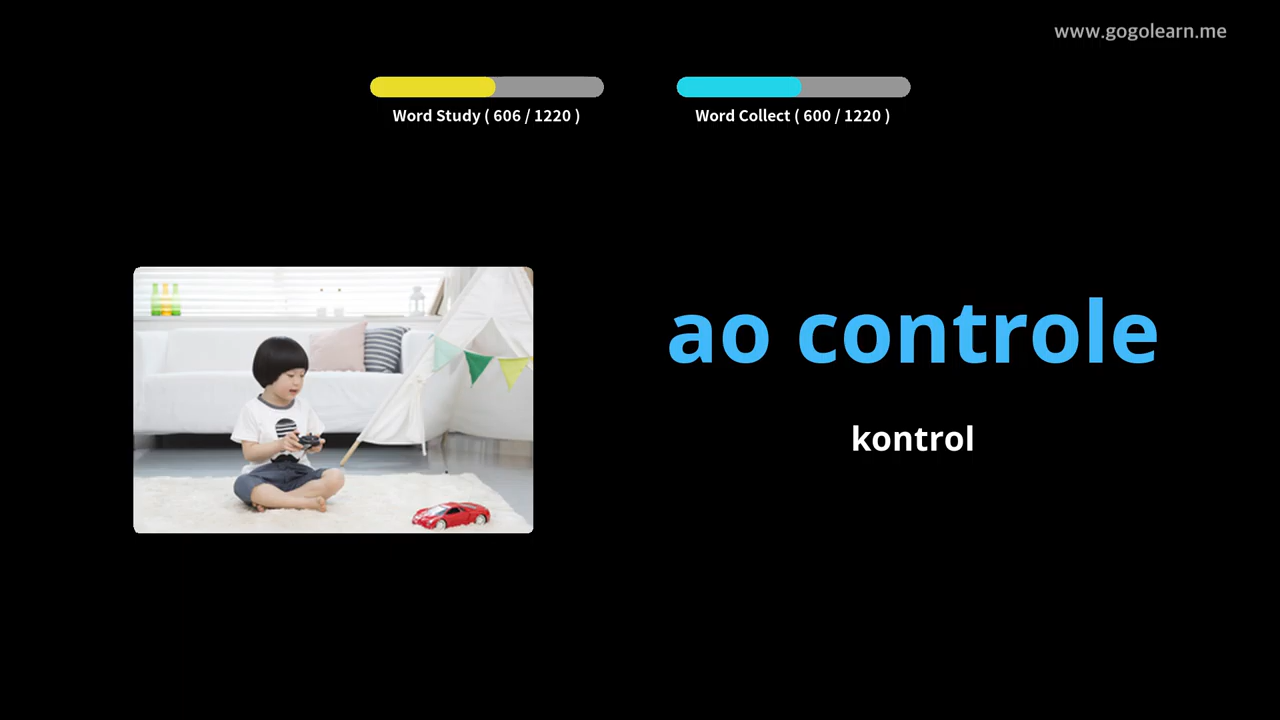 www.gogolearn.me
Word Study ( 606 / 1220 )
Word Collect ( 600 / 1220 )
ao controle
kontrol